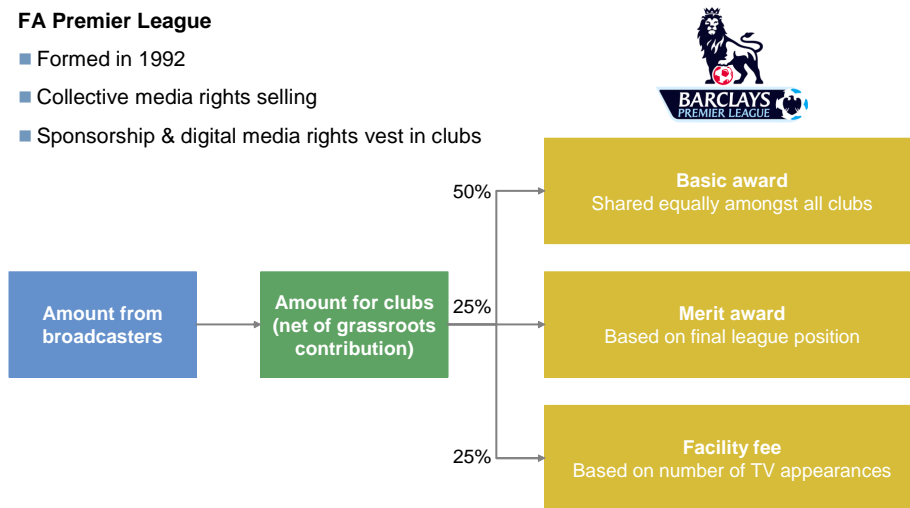 FA Premier League
Formed in 1992
Collective media rights selling
Sponsorship & digital media rights vest in clubs
BARCLAYS
PREMIER LEAGUE
50%
Basic award
Shared equally amongst all clubs
Amount from
broadcasters
Amount for clubs
(net of grassroots
contribution)
25%
Merit award
Based on final league position
25%
Facility fee
Based on number of TV appearances